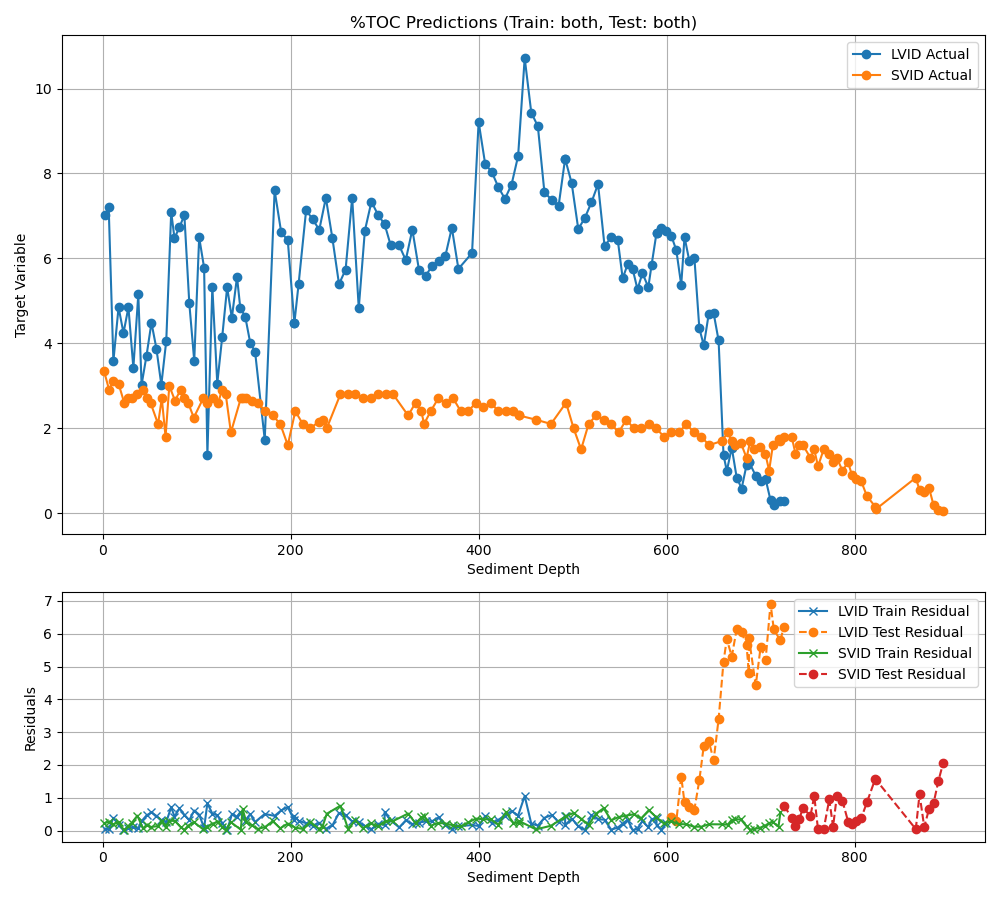 %TOC Predictions (Train: both, Test: both)
LVID Actual
SVID Actual
Target Variable
10
8
6
4
2
0
0 200 400 600 800
Sediment Depth
LVID Train Residual
LVID Test Residual
SVID Train Residual
SVID Test Residual
Residuals
7
6
5
4
3
2
1
0
0 200 400 600 800
Sediment Depth